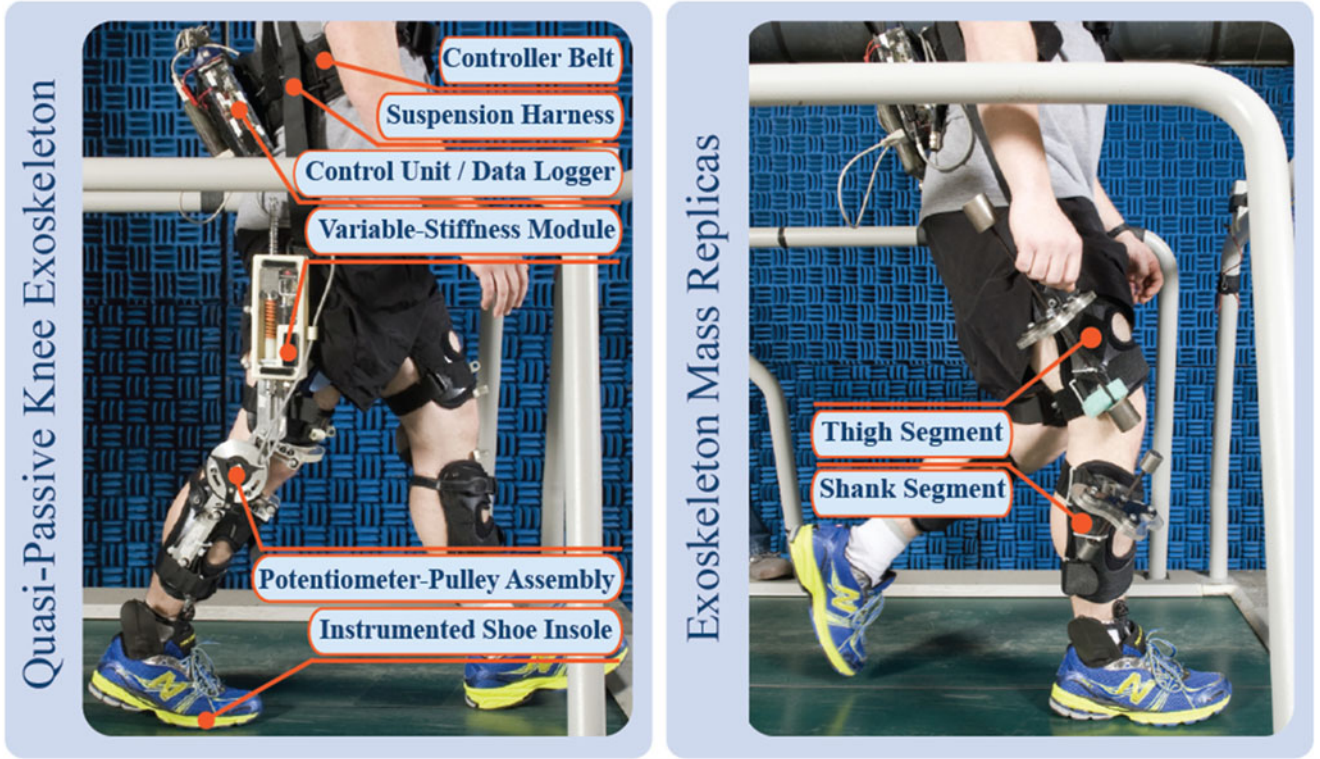 Quasi-Passive Knee Exoskeleton
Controller Belt
Suspension Harness
Control Unit / Data Logger
Variable-Stiffness Module
Potentiometer-Pulley Assembly
Instrumented Shoe Insole
N
Exoskeleton Mass Replicas
Thigh Segment
Shank Segment
N
N